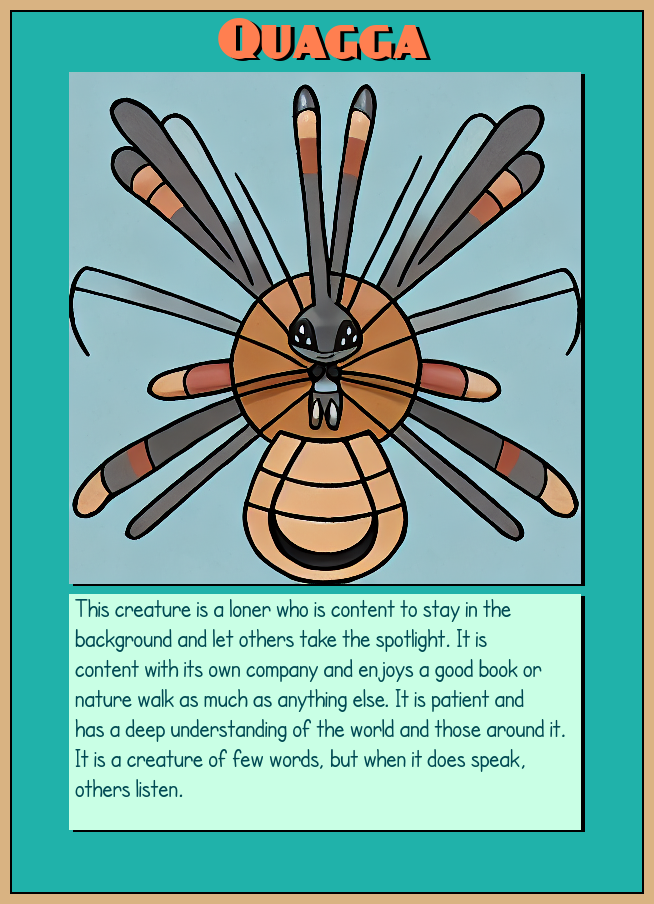 Quagga
This creature is a loner who is content to stay in the
background and let others take the spotlight. It is
content with its own company and enjoys a good book or
nature walk as much as anything else. It is patient and
has a deep understanding of the world and those around it.
It is a creature of few words, but when it does speak,
others listen.